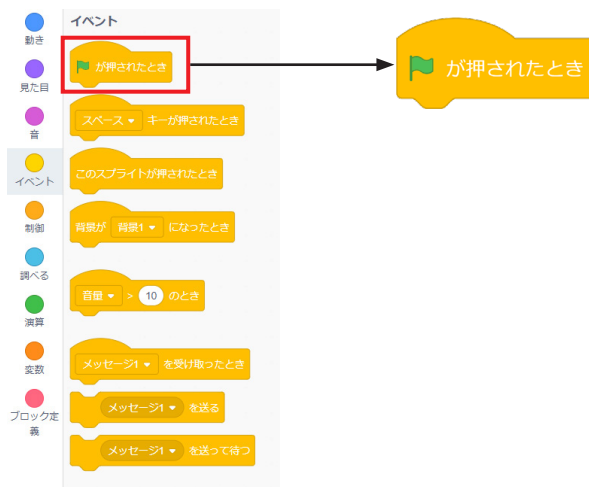 イベント
動き
見た目
音
イベント
制御
調べる
演算
変数
ブロック定
義
が押されたとき
スペース キーが押されたとき
このスプライトが押されたとき
背景が 背景1 になったとき
音量 > 10 のとき
メッセージ1 を受け取ったとき
メッセージ1 を送る
メッセージ1 を送って待つ
が押されたとき